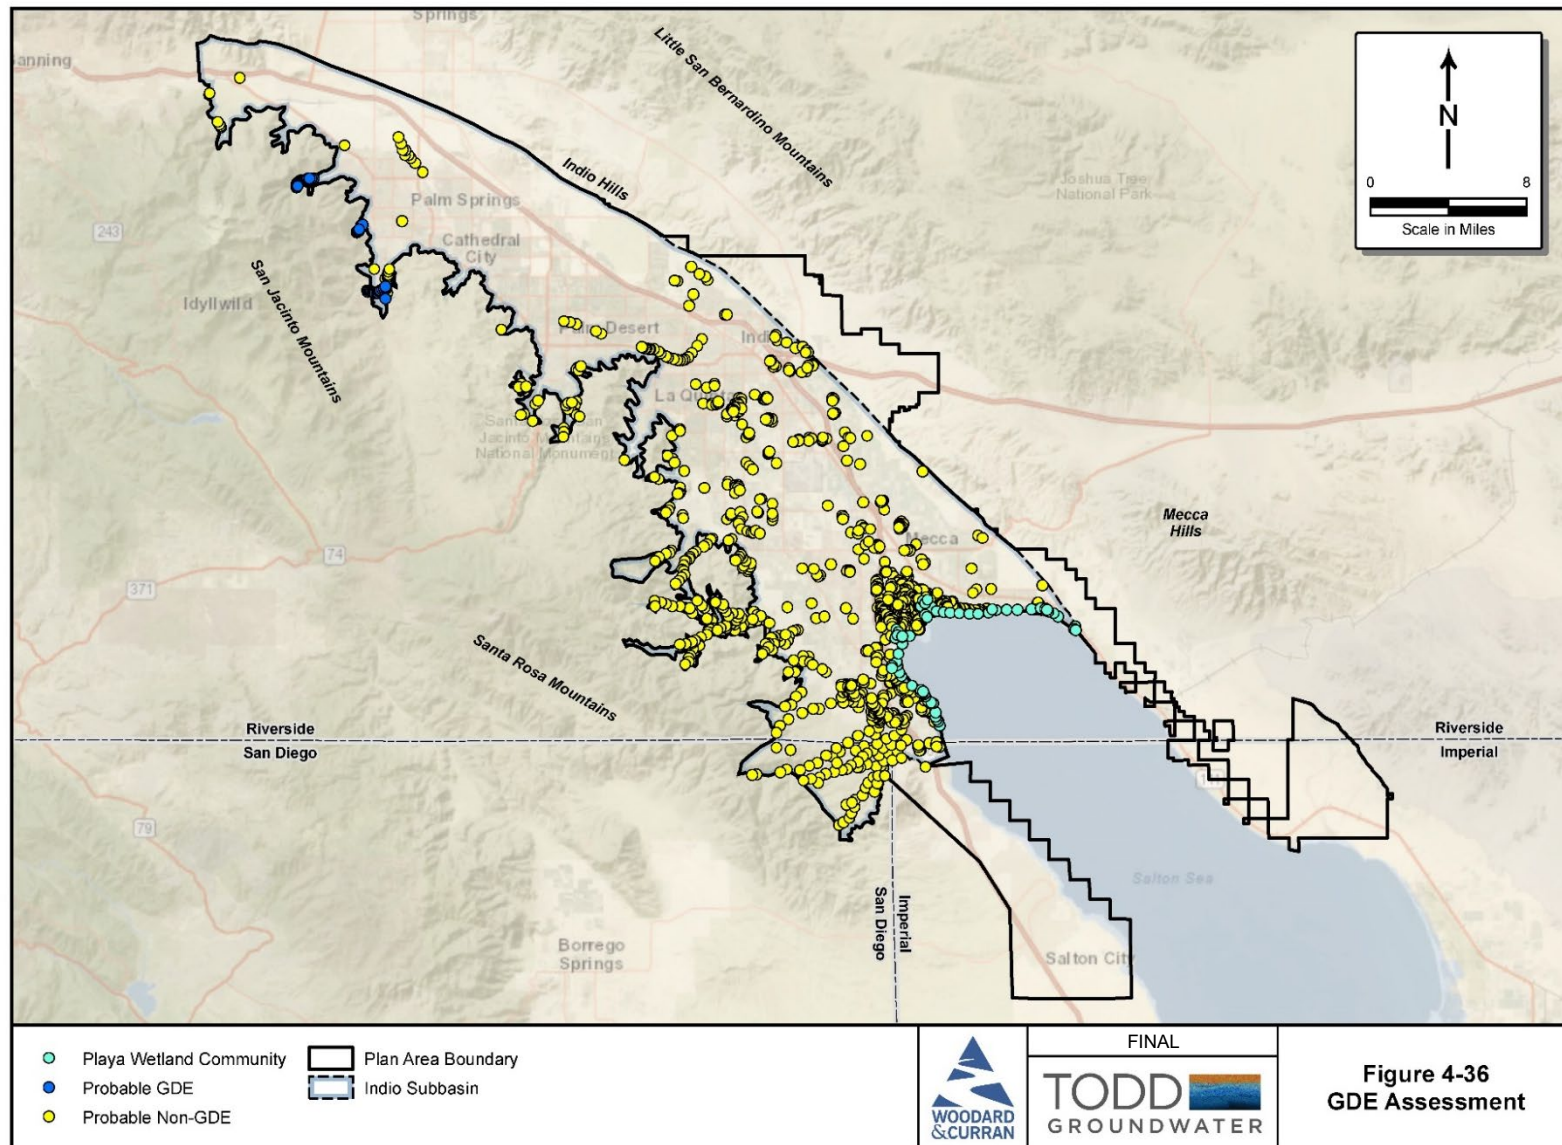 Springs
Banning
Little San Bernardino Mountains
N
0 8
Scale in Miles
Indio Hills
Joshua Tree
National Park
Palm Springs
243
Cathedral
City
San Jacinto Mountains
Idyllwild
Palm Desert
Indio
La Quinta
Jacinto Mountains
National Monument
Mecca
Hills
Mecca
74
371
Santa Rosa Mountains
Riverside
San Diego
Riverside
Imperial
79
Salton Sea
Imperial
San Diego
Borrego
Springs
Salton City
Playa Wetland Community
Probable GDE
Probable Non-GDE
Plan Area Boundary
Indio Subbasin
WOODARD
&CURRAN
FINAL
TODD
GROUNDWATER
Figure 4-36
GDE Assessment